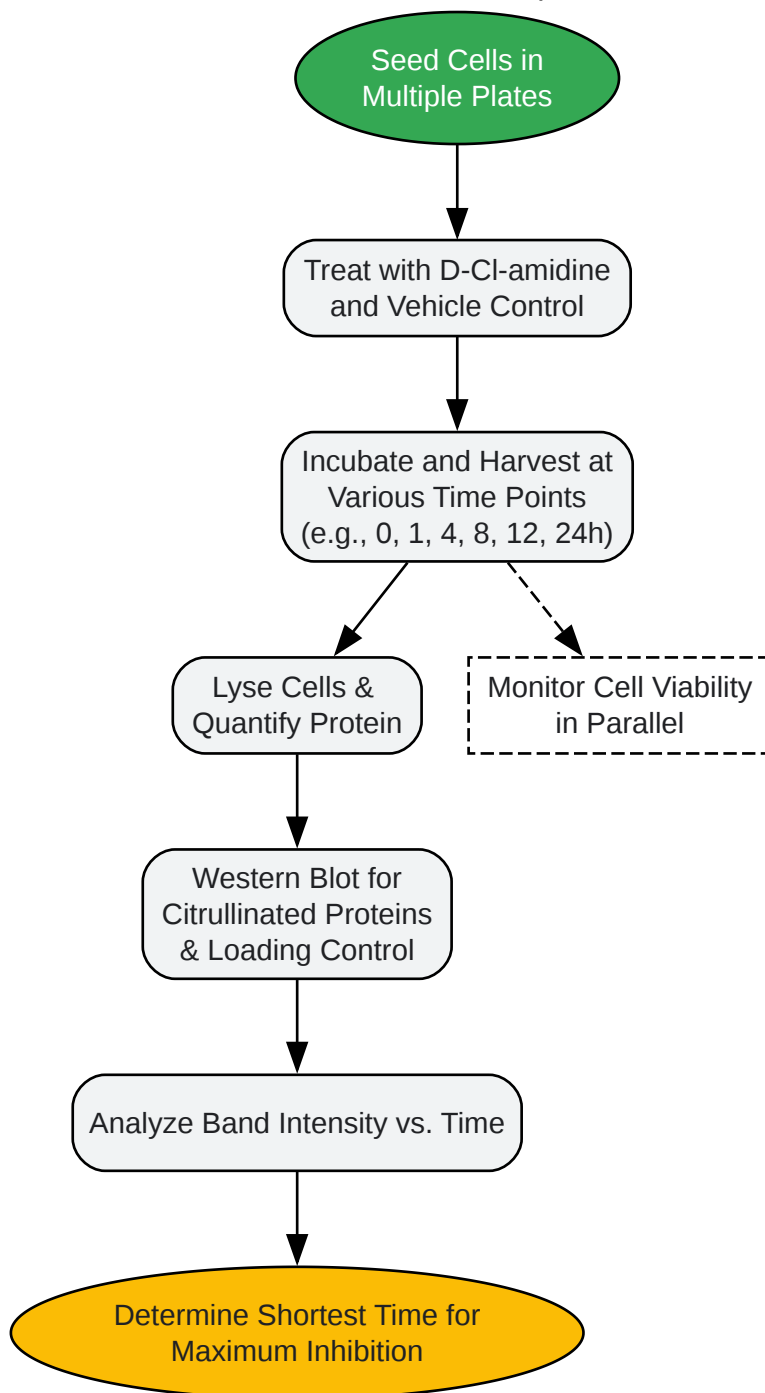 Seed Cells in
Multiple Plates
Treat with D-Cl-amidine
and Vehicle Control
Incubate and Harvest at
Various Time Points
(e.g., 0, 1, 4, 8, 12, 24h)
Lyse Cells &
Quantify Protein
Monitor Cell Viability
in Parallel
Western Blot for
Citrullinated Proteins
& Loading Control
Analyze Band Intensity vs. Time
Determine Shortest Time for
Maximum Inhibition